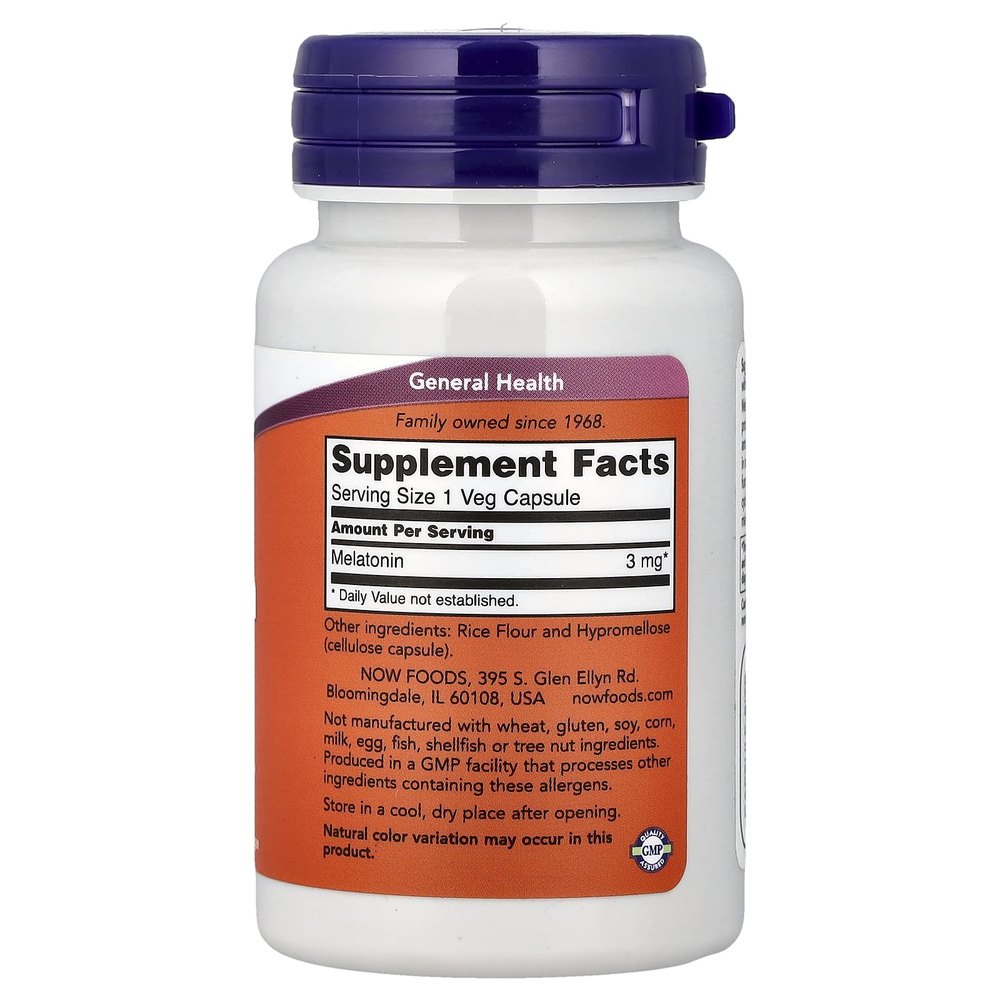 General Health
Family owned since 1968.
Supplement Facts
Serving Size 1 Veg Capsule
Amount Per Serving
Melatonin 3 mg*
* Daily Value not established.
Other ingredients: Rice Flour and Hypromellose
(cellulose capsule).
NOW FOODS, 395 S. Glen Ellyn Rd.
Bloomingdale, IL 60108, USA nowfoods.com
Not manufactured with wheat, gluten, soy, corn,
milk, egg, fish, shellfish or tree nut ingredients.
Produced in a GMP facility that processes other
ingredients containing these allergens.
Store in a cool, dry place after opening.
Natural color variation may occur in this
product.
QUALITY
GMP
ASSURED